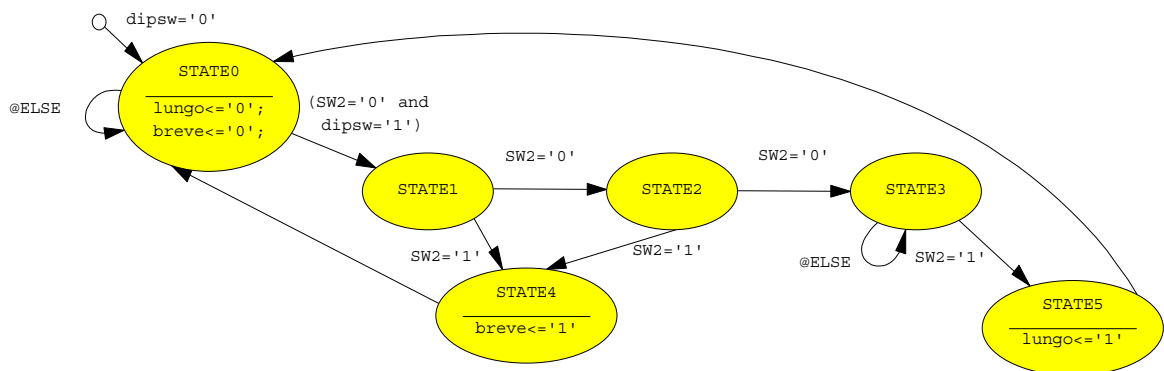 dipsw='0'
STATE0
lungo<='0';
breve<='0';
@ELSE
(SW2='0' and
dipsw='1')
STATE1
SW2='0'
STATE2
SW2='0'
STATE3
SW2='1'
SW2='1'
@ELSE
SW2='1'
STATE4
breve<='1'
STATE5
lungo<='1'